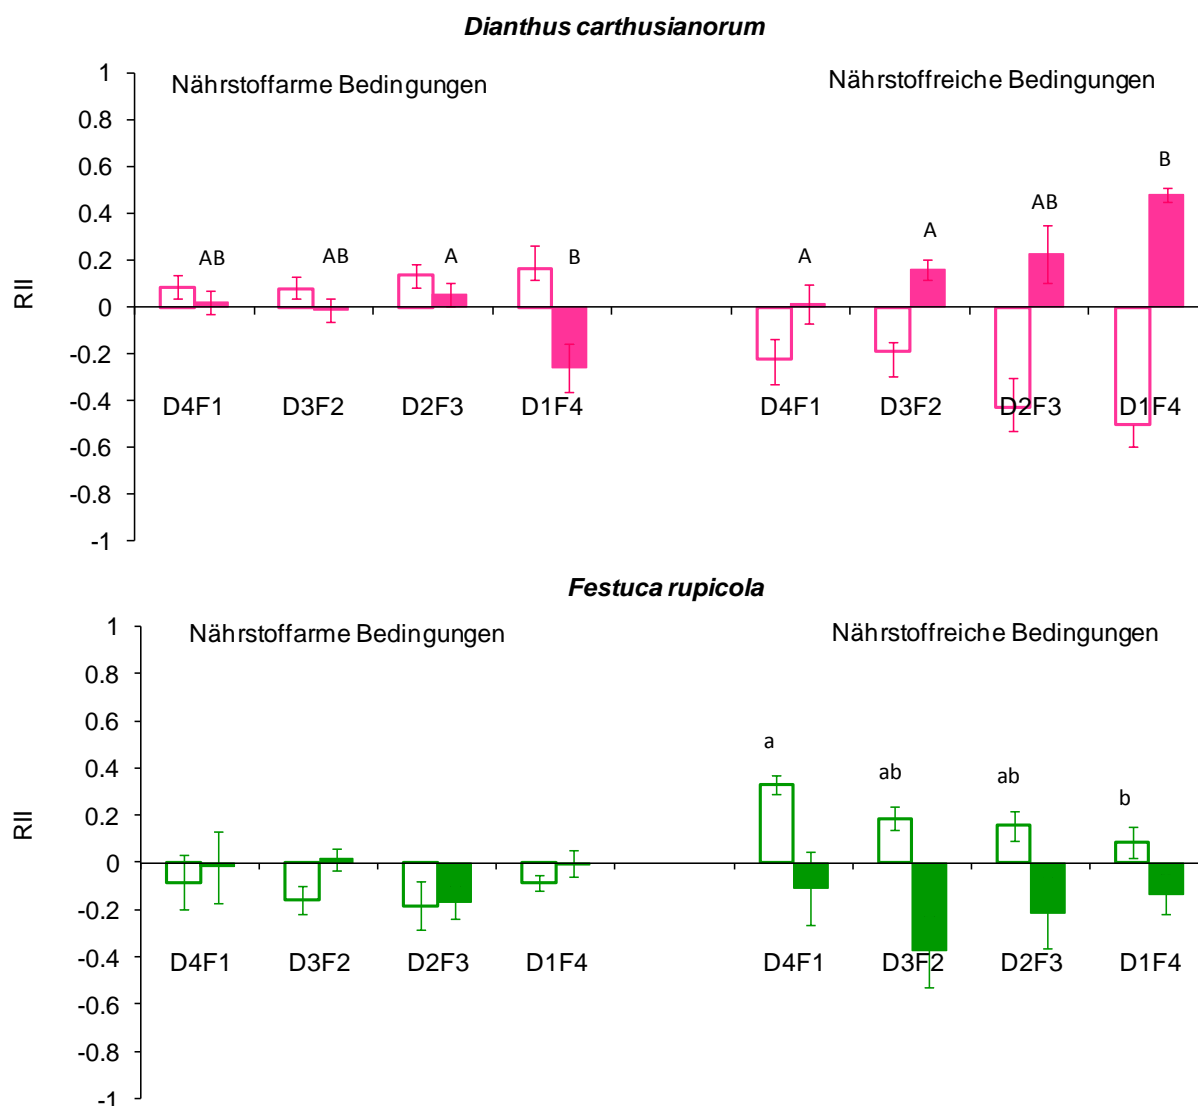 Dianthus carthusianorum
Nährstoffarme Bedingungen
Nährstoffreiche Bedingungen
RII
1
0.8
0.6
0.4
0.2
0
-0.2
-0.4
-0.6
-0.8
-1
AB
AB
A
B
A
A
AB
B
D4F1
D3F2
D2F3
D1F4
D4F1
D3F2
D2F3
D1F4
Festuca rupicola
Nährstoffarme Bedingungen
Nährstoffreiche Bedingungen
RII
1
0.8
0.6
0.4
0.2
0
-0.2
-0.4
-0.6
-0.8
-1
a
ab
ab
b
D4F1
D3F2
D2F3
D1F4
D4F1
D3F2
D2F3
D1F4